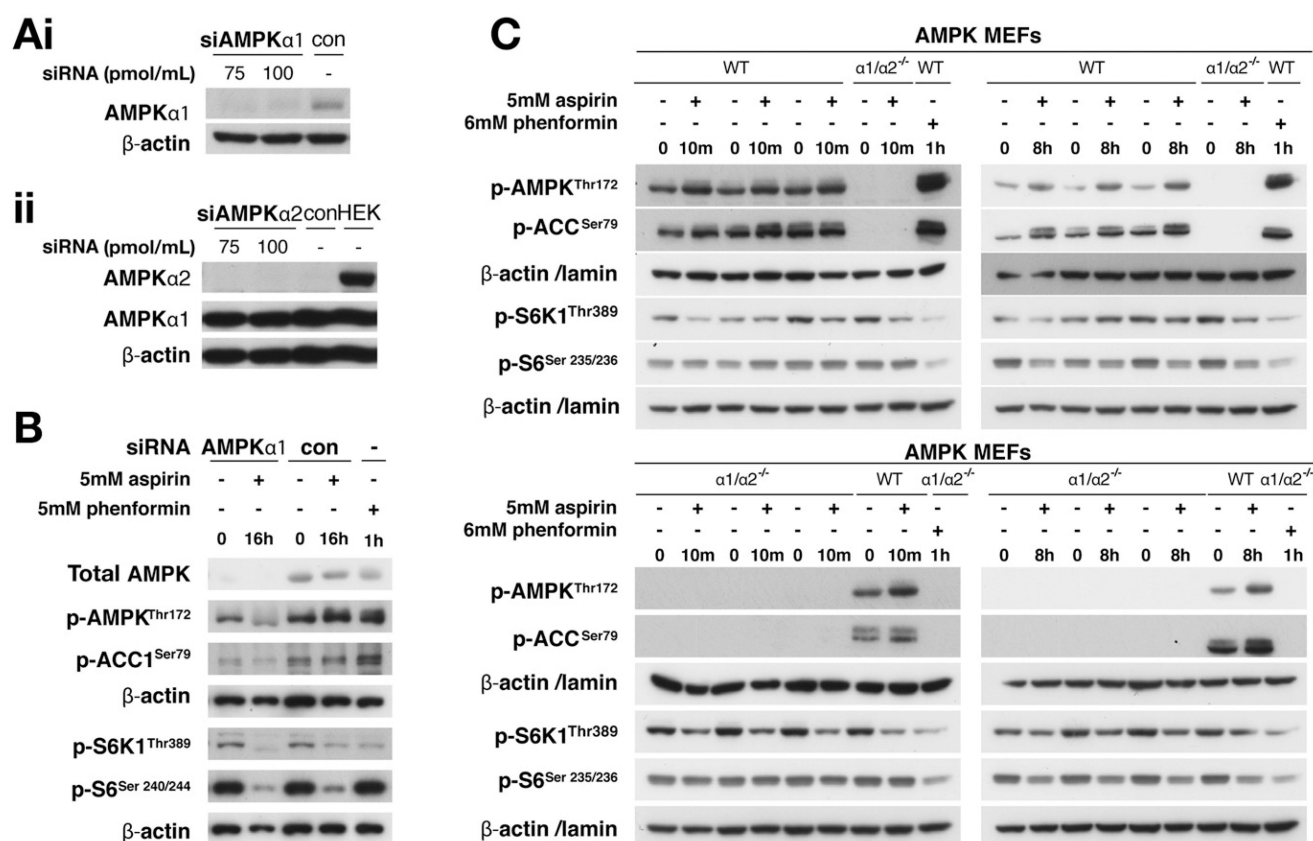 Ai
siAMPKα1 con
siRNA (pmol/mL) 75 100 -
AMPKα1
β-actin
ii
siAMPKα2 con HEK
siRNA (pmol/mL) 75 100 - -
AMPKα2
AMPKα1
β-actin
B
siRNA AMPKα1 con -
5mM aspirin - + - + -
5mM phenformin - - - - +
0 16h 0 16h 1h
Total AMPK
p-AMPKThr172
p-ACC1Ser79
β-actin
p-S6K1Thr389
p-S6Ser 240/244
β-actin
C
AMPK MEFs
WT α1/α2-/- WT WT α1/α2-/- WT
5mM aspirin - + - + - + - + - - + - + - + - + -
6mM phenformin - - - - - - - - + - - - - - - - - +
0 10m 0 10m 0 10m 0 10m 1h 0 8h 0 8h 0 8h 0 8h 1h
p-AMPKThr172
p-ACCSer79
β-actin /lamin
p-S6K1Thr389
p-S6Ser 235/236
β-actin /lamin
AMPK MEFs
α1/α2-/- WT α1/α2-/- α1/α2-/- WT α1/α2-/-
5mM aspirin - + - + - + - + - - + - + - + - + -
6mM phenformin - - - - - - - - + - - - - - - - - +
0 10m 0 10m 0 10m 0 10m 1h 0 8h 0 8h 0 8h 0 8h 1h
p-AMPKThr172
p-ACCSer79
β-actin /lamin
p-S6K1Thr389
p-S6Ser 235/236
β-actin /lamin